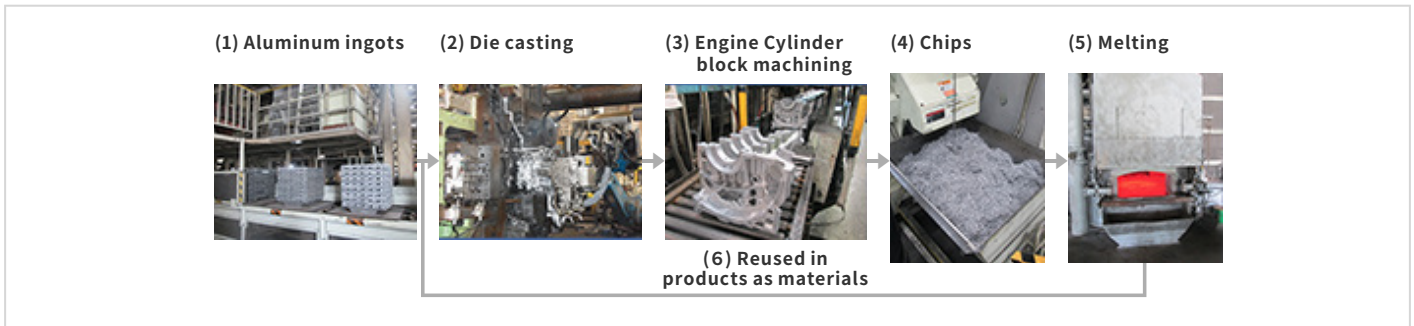 (1) Aluminum ingots
(2) Die casting
(3) Engine Cylinder
block machining
(4) Chips
(5) Melting
(6) Reused in
products as materials